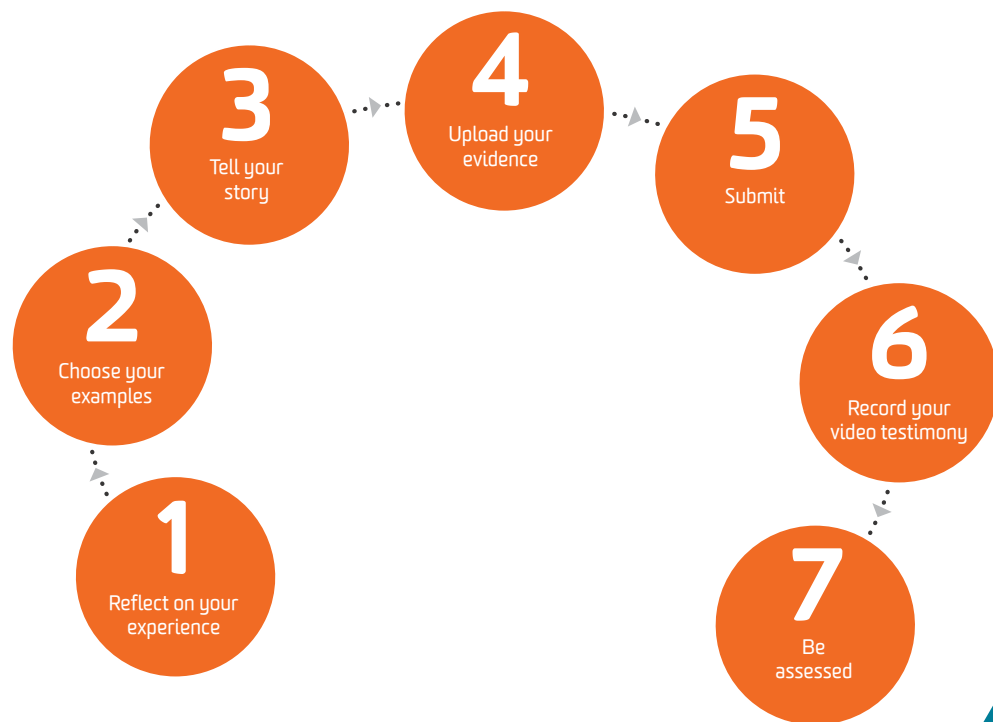 1
Reflect on your
experience
2
Choose your
examples
3
Tell your
story
4
Upload your
evidence
5
Submit
6
Record your
video testimony
7
Be
assessed